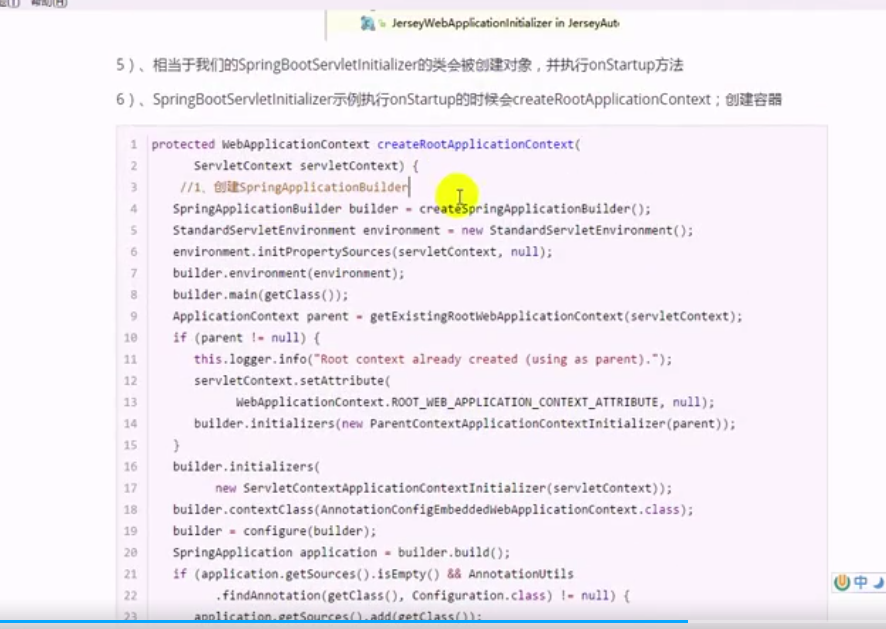 帮助(H)
JerseyWebApplicationInitializer in JerseyAuto
5）、相当于我们的SpringBootServletInitializer的类会被创建对象，并执行onStartup方法
6）、SpringBootServletInitializer示例执行onStartup的时候会createRootApplicationContext；创建容器
1 protected WebApplicationContext createRootApplicationContext(
2 ServletContext servletContext) {
3 //1、创建SpringApplicationBuilder
4 SpringApplicationBuilder builder = createSpringApplicationBuilder();
5 StandardServletEnvironment environment = new StandardServletEnvironment();
6 environment.initPropertySources(servletContext, null);
7 builder.environment(environment);
8 builder.main(getClass());
9 ApplicationContext parent = getExistingRootWebApplicationContext(servletContext);
10 if (parent != null) {
11 this.logger.info("Root context already created (using as parent).");
12 servletContext.setAttribute(
13 WebApplicationContext.ROOT_WEB_APPLICATION_CONTEXT_ATTRIBUTE, null);
14 builder.initializers(new ParentContextApplicationContextInitializer(parent));
15 }
16 builder.initializers(
17 new ServletContextApplicationContextInitializer(servletContext));
18 builder.contextClass(AnnotationConfigEmbeddedWebApplicationContext.class);
19 builder = configure(builder);
20 SpringApplication application = builder.build();
21 if (application.getSources().isEmpty() && AnnotationUtils
22 .findAnnotation(getClass(), Configuration.class) != null) {
23 application.getSources().add(getClass());
中